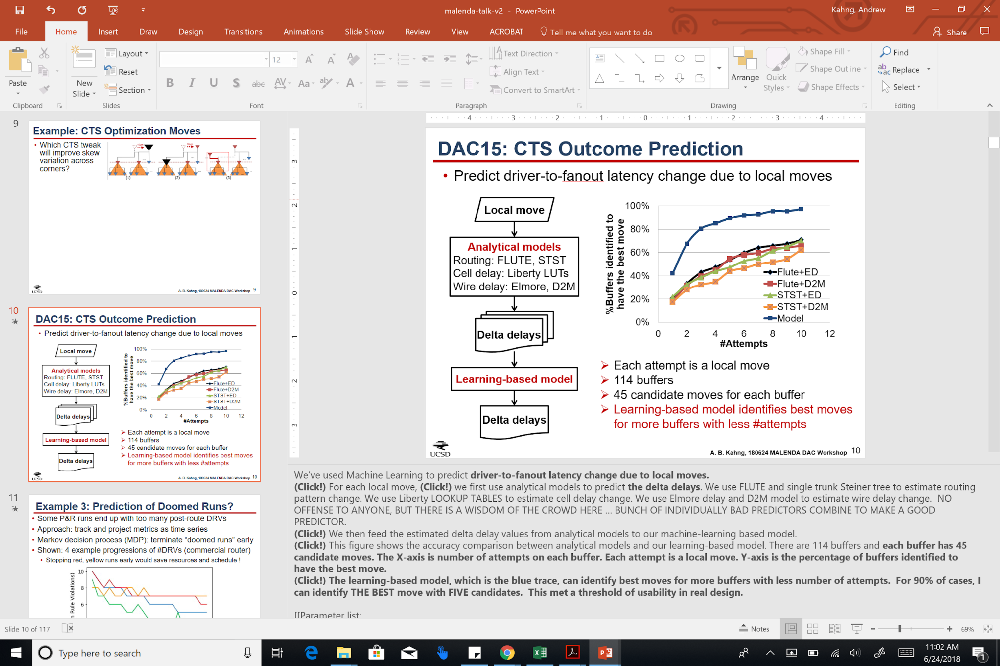 malenda-talk-v2 - PowerPoint
Kahng, Andrew
File Home Insert Draw Design Transitions Animations Slide Show Review View ACROBAT Tell me what you want to do
Share
Paste
Clipboard
New Slide
Layout
Reset
Section
Slides
12
B I U S abc AV Aa A
Font
Text Direction
Align Text
Convert to SmartArt
Paragraph
Arrange
Quick Styles
Shape Fill
Shape Outline
Shape Effects
Drawing
Find
Replace
Select
Editing
9
Example: CTS Optimization Moves
• Which CTS tweak
will improve skew
variation across
corners?
10μm
10μm
(1) (2) (3)
UCSD
A. B. Kahng, 180624 MALENDA DAC Workshop 9
10
DAC15: CTS Outcome Prediction
• Predict driver-to-fanout latency change due to local moves
Local move
Analytical models
Routing: FLUTE, STST
Cell delay: Liberty LUTs
Wire delay: Elmore, D2M
Delta delays
Learning-based model
Delta delays
%Buffers identified to
have the best move
100%
80%
60%
40%
20%
0%
0 2 4 6 8 10 12
#Attempts
Flute+ED
Flute+D2M
STST+ED
STST+D2M
Model
➢ Each attempt is a local move
➢ 114 buffers
➢ 45 candidate moves for each buffer
➢ Learning-based model identifies best moves
for more buffers with less #attempts
UCSD
A. B. Kahng, 180624 MALENDA DAC Workshop 10
11
Example 3: Prediction of Doomed Runs?
• Some P&R runs end up with too many post-route DRVs
• Approach: track and project metrics as time series
• Markov decision process (MDP): terminate “doomed runs” early
• Shown: 4 example progressions of #DRVs (commercial router)
• Stopping red, yellow runs early would save resources and schedule !
10
8
6
Rule Violations)
4 3 2 1 0 1 2 3 4
3
2
1
0
1
2
3
DAC15: CTS Outcome Prediction
• Predict driver-to-fanout latency change due to local moves
Local move
Analytical models
Routing: FLUTE, STST
Cell delay: Liberty LUTs
Wire delay: Elmore, D2M
Delta delays
Learning-based model
Delta delays
%Buffers identified to
have the best move
100%
80%
60%
40%
20%
0%
0 2 4 6 8 10 12
#Attempts
Flute+ED
Flute+D2M
STST+ED
STST+D2M
Model
➢ Each attempt is a local move
➢ 114 buffers
➢ 45 candidate moves for each buffer
➢ Learning-based model identifies best moves
for more buffers with less #attempts
UCSD
A. B. Kahng, 180624 MALENDA DAC Workshop 10
We’ve used Machine Learning to predict driver-to-fanout latency change due to local moves.
(Click!) For each local move, (Click!) we first use analytical models to predict the delta delays. We use FLUTE and single trunk Steiner tree to estimate routing
pattern change. We use Liberty LOOKUP TABLES to estimate cell delay change. We use Elmore delay and D2M model to estimate wire delay change. NO
OFFENSE TO ANYONE, BUT THERE IS A WISDOM OF THE CROWD HERE ... BUNCH OF INDIVIDUALLY BAD PREDICTORS COMBINE TO MAKE A GOOD
PREDICTOR.
(Click!) We then feed the estimated delta delay values from analytical models to our machine-learning based model.
(Click!) This figure shows the accuracy comparison between analytical models and our learning-based model. There are 114 buffers and each buffer has 45
candidate moves. The X-axis is number of attempts on each buffer. Each attempt is a local move. Y-axis is the percentage of buffers identified to
have the best move.
(Click!) The learning-based model, which is the blue trace, can identify best moves for more buffers with less number of attempts. For 90% of cases, I
can identify THE BEST move with FIVE candidates. This met a threshold of usability in real design.
[[Parameter list:
Slide 10 of 117
Notes
69%
Type here to search
11:02 AM
6/24/2018
1